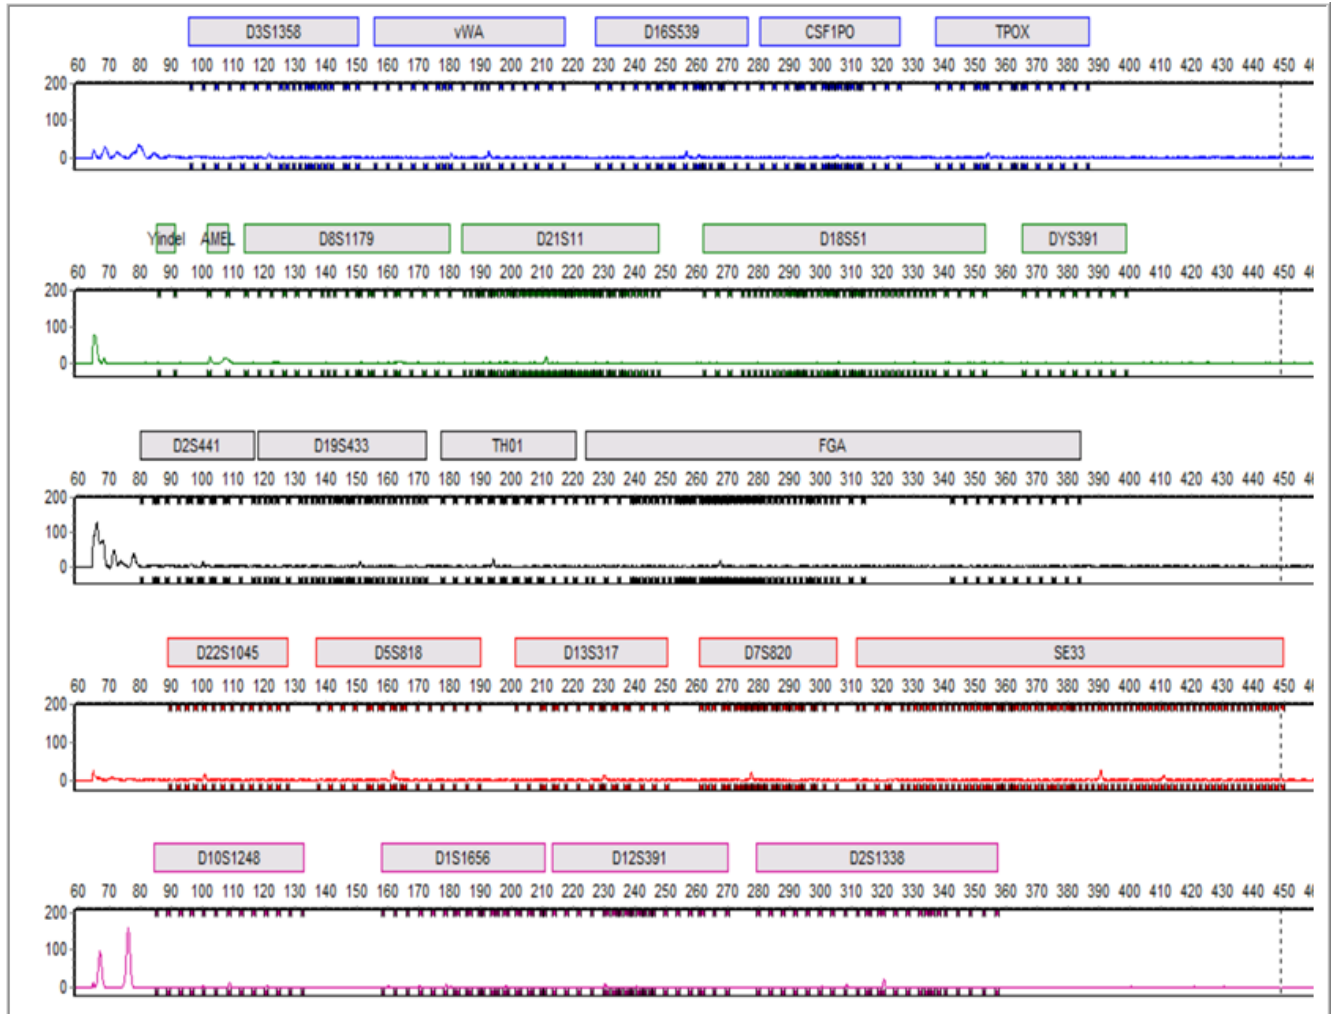 D3S1358 vWA D16S539 CSF1PO TPOX
60 70 80 90 100 110 120 130 140 150 160 170 180 190 200 210 220 230 240 250 260 270 280 290 300 310 320 330 340 350 360 370 380 390 400 410 420 430 440 450
200
100
0
Yindel AMEL D8S1179 D21S11 D18S51 DYS391
60 70 80 90 100 110 120 130 140 150 160 170 180 190 200 210 220 230 240 250 260 270 280 290 300 310 320 330 340 350 360 370 380 390 400 410 420 430 440 450
200
100
0
D2S441 D19S433 TH01 FGA
60 70 80 90 100 110 120 130 140 150 160 170 180 190 200 210 220 230 240 250 260 270 280 290 300 310 320 330 340 350 360 370 380 390 400 410 420 430 440 450
200
100
0
D22S1045 D5S818 D13S317 D7S820 SE33
60 70 80 90 100 110 120 130 140 150 160 170 180 190 200 210 220 230 240 250 260 270 280 290 300 310 320 330 340 350 360 370 380 390 400 410 420 430 440 450
200
100
0
D10S1248 D1S1656 D12S391 D2S1338
60 70 80 90 100 110 120 130 140 150 160 170 180 190 200 210 220 230 240 250 260 270 280 290 300 310 320 330 340 350 360 370 380 390 400 410 420 430 440 450
200
100
0